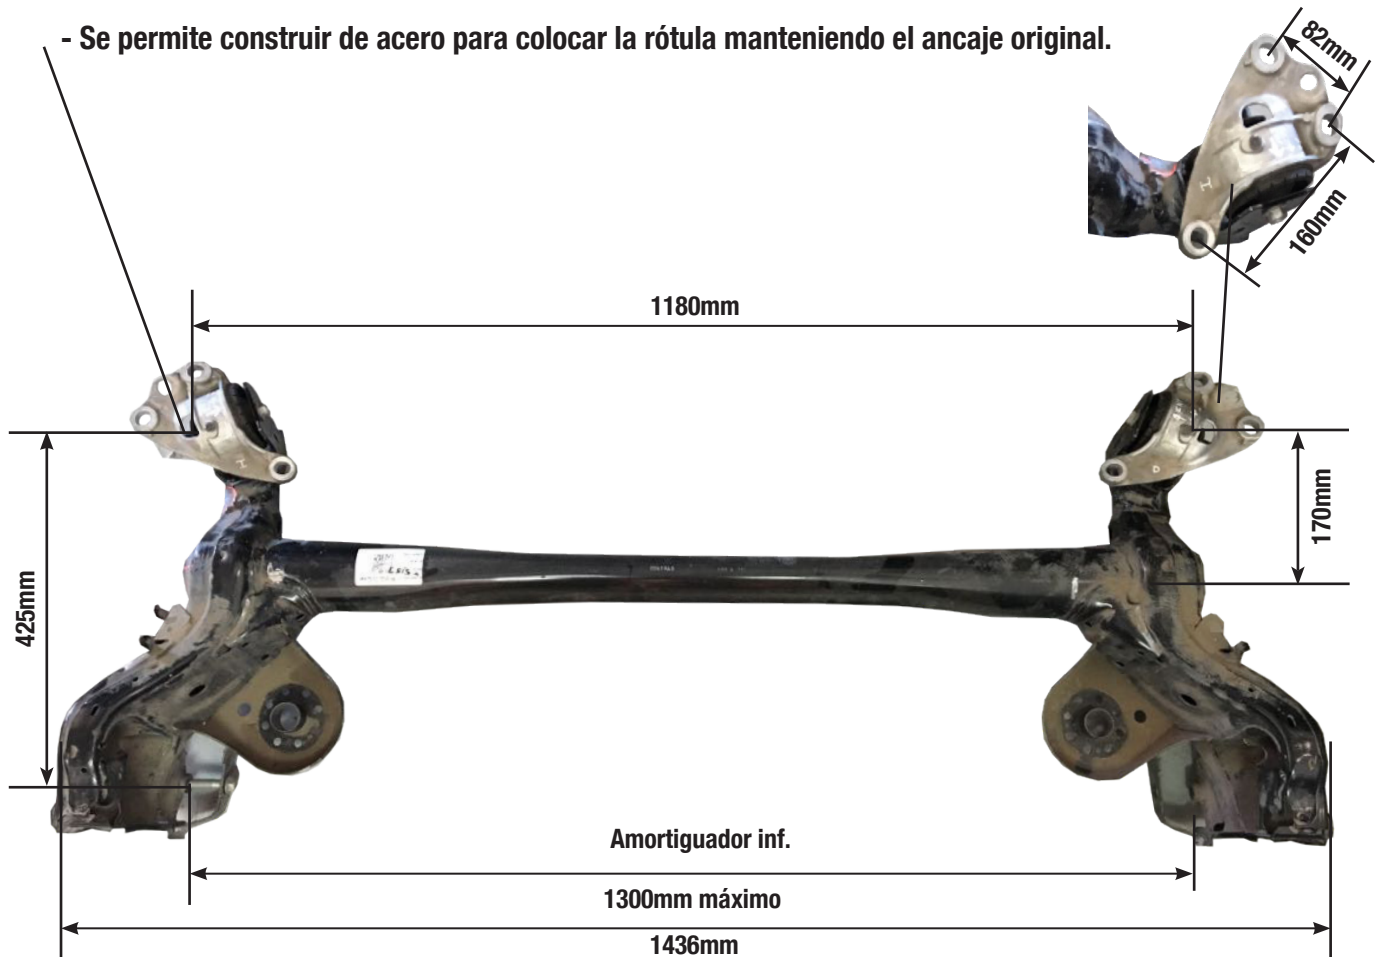 - Se permite construir de acero para colocar la rótula manteniendo el ancaje original.
82mm
160mm
1180mm
425mm
170mm
Amortiguador inf.
1300mm máximo
1436mm